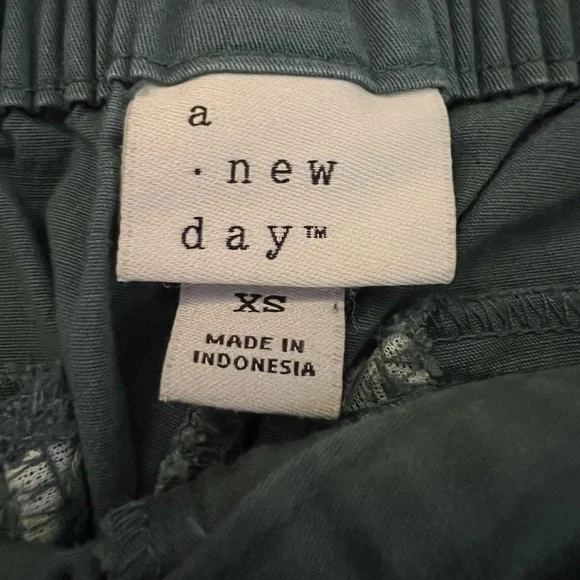 a
· new
day™
XS
MADE IN
INDONESIA